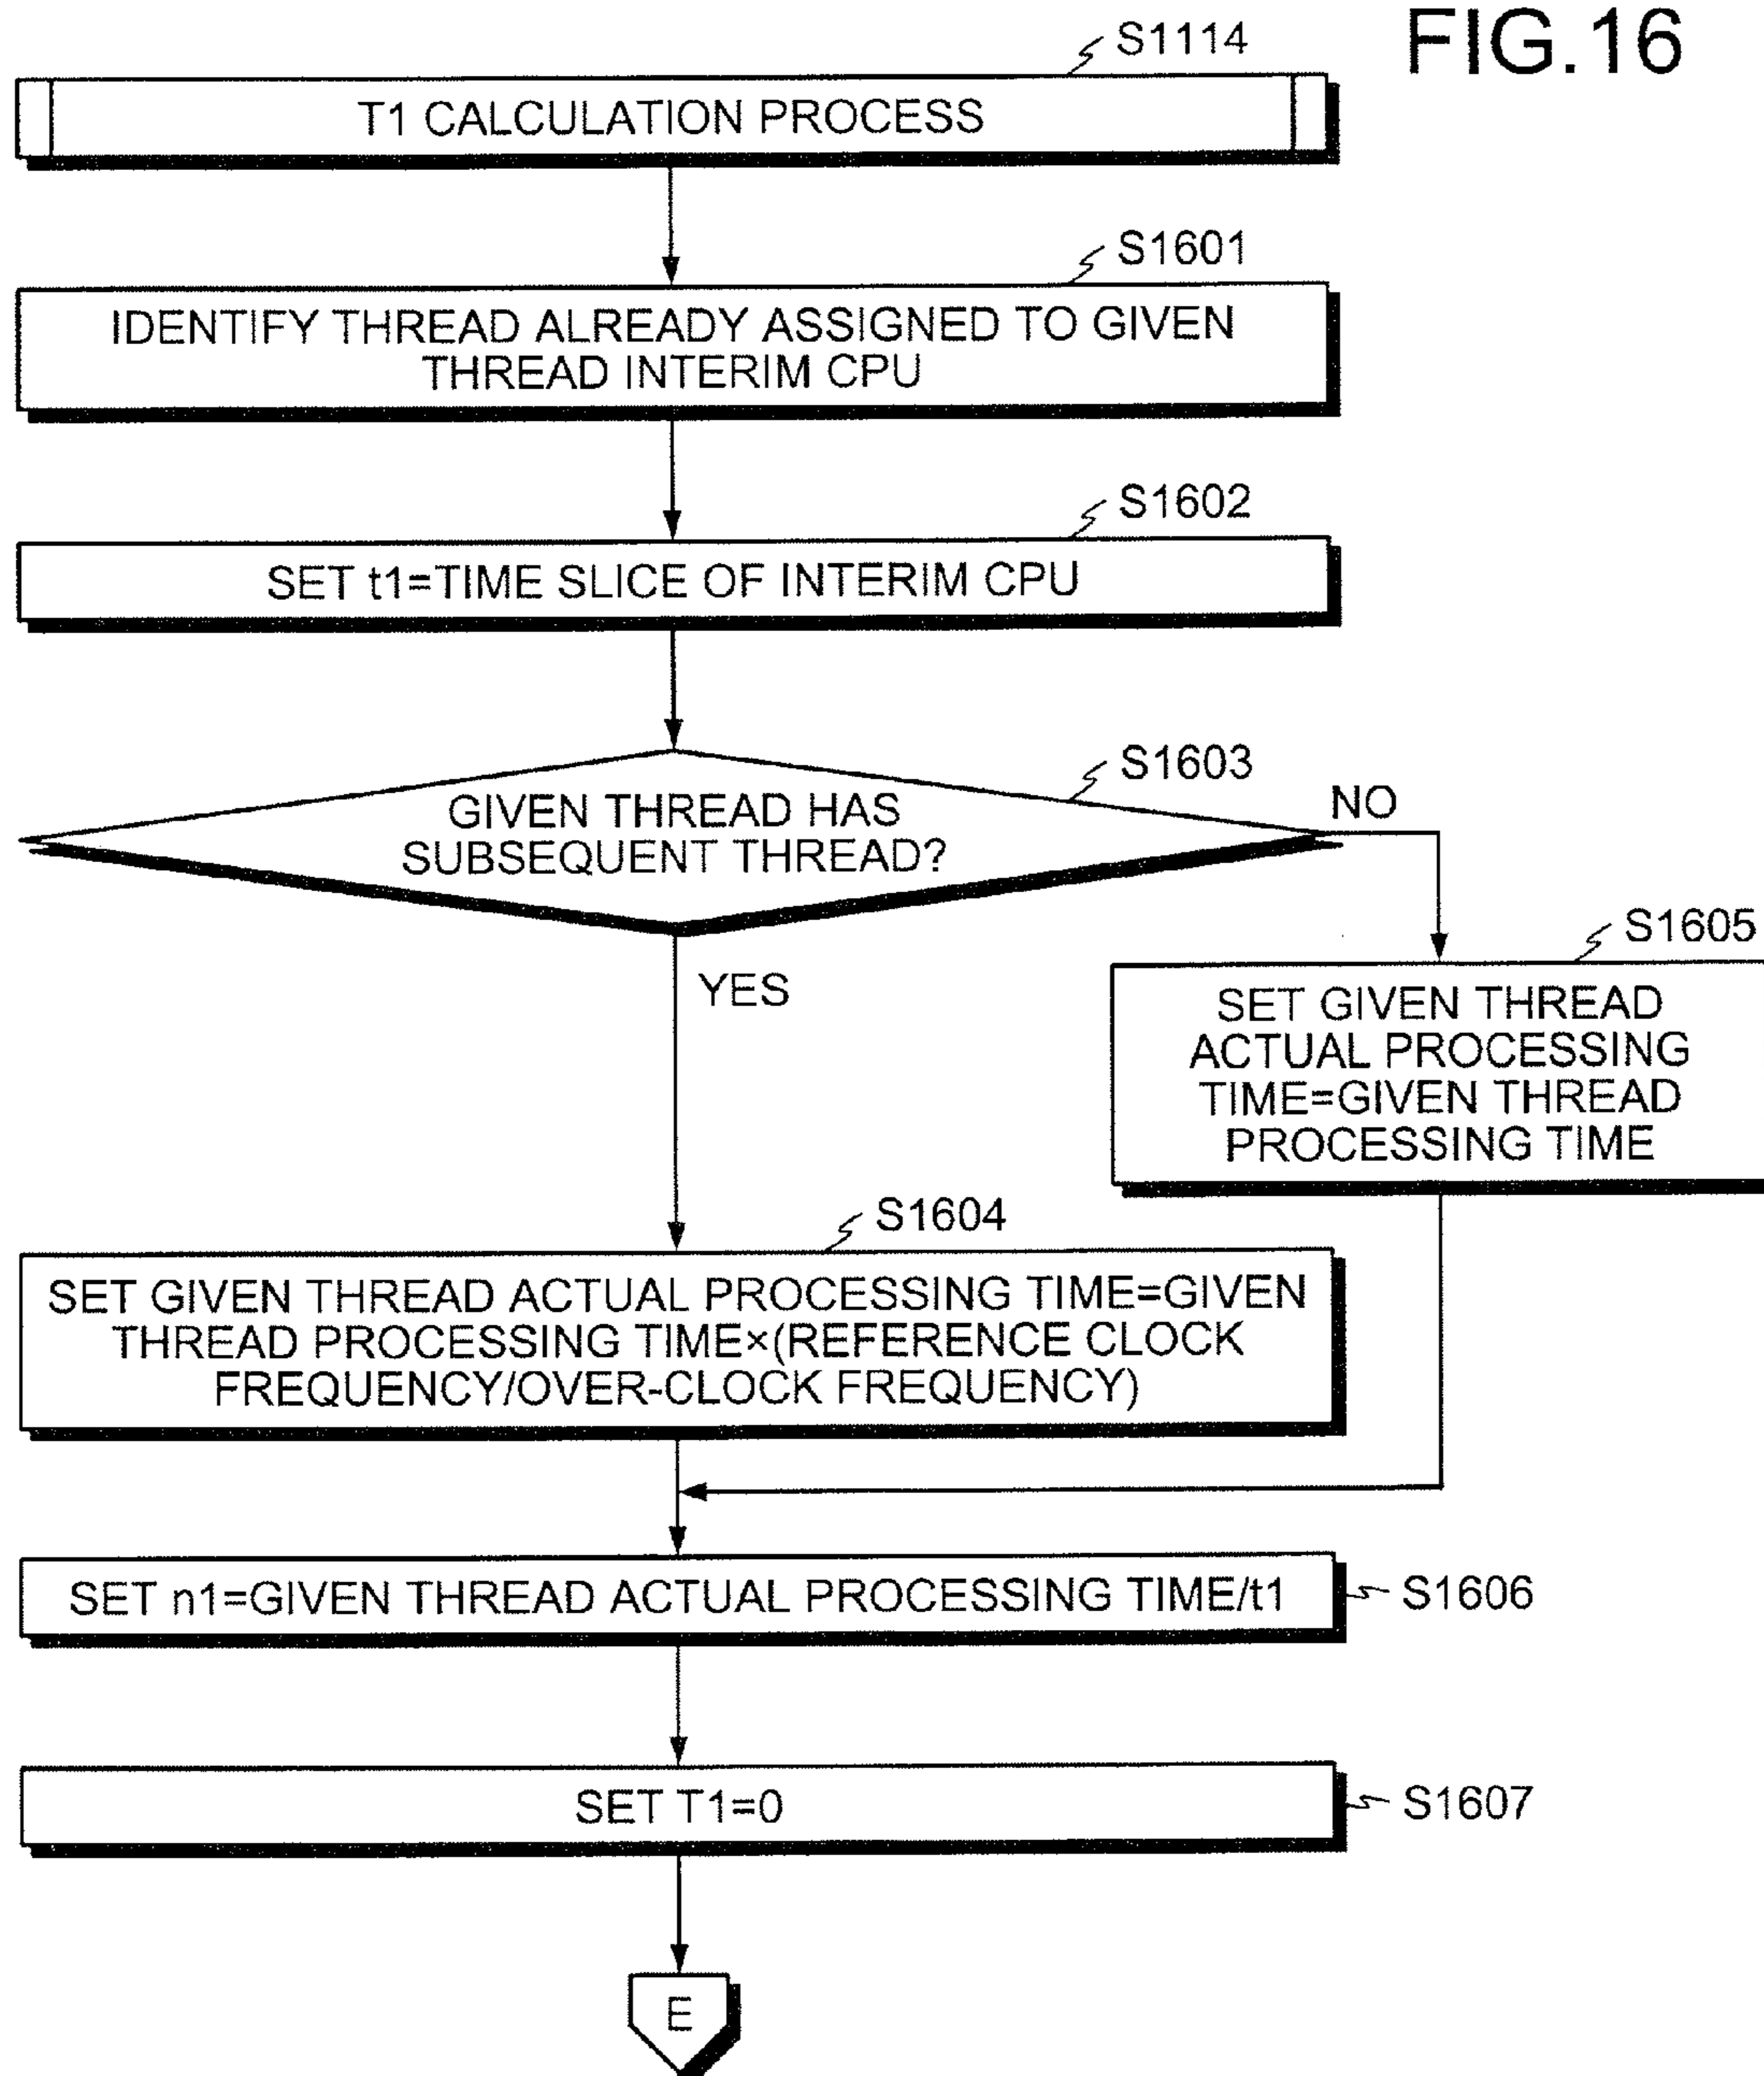 FIG.16
S1114
T1 CALCULATION PROCESS
S1601
IDENTIFY THREAD ALREADY ASSIGNED TO GIVEN
THREAD INTERIM CPU
S1602
SET t1=TIME SLICE OF INTERIM CPU
S1603
GIVEN THREAD HAS
SUBSEQUENT THREAD?
NO
YES
S1605
SET GIVEN THREAD
ACTUAL PROCESSING
TIME=GIVEN THREAD
PROCESSING TIME
S1604
SET GIVEN THREAD ACTUAL PROCESSING TIME=GIVEN
THREAD PROCESSING TIME×(REFERENCE CLOCK
FREQUENCY/OVER-CLOCK FREQUENCY)
SET n1=GIVEN THREAD ACTUAL PROCESSING TIME/t1
S1606
SET T1=0
S1607
E